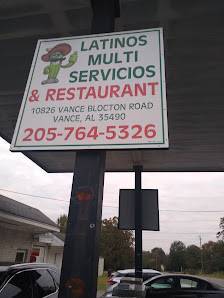 LATINOS
MULTI
SERVICIOS
& RESTAURANT
10826 VANCE BLOCTON ROAD
VANCE, AL 35490
205-764-5326